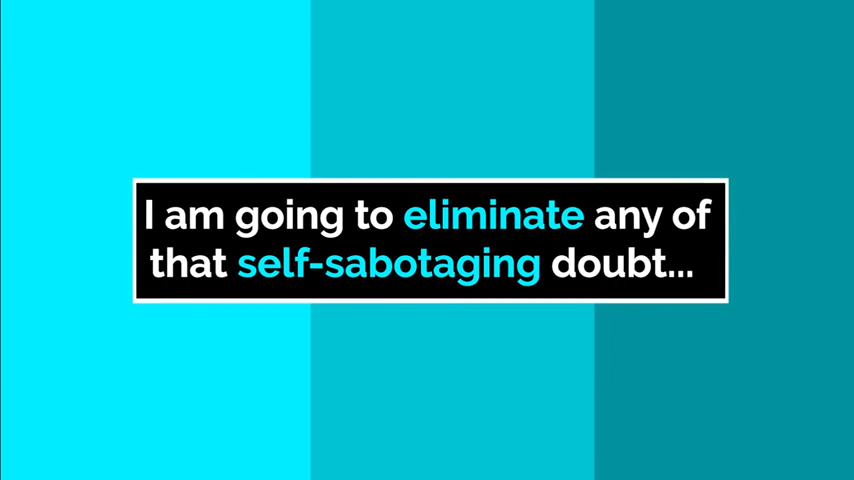 I am going to eliminate any of
that self-sabotaging doubt...